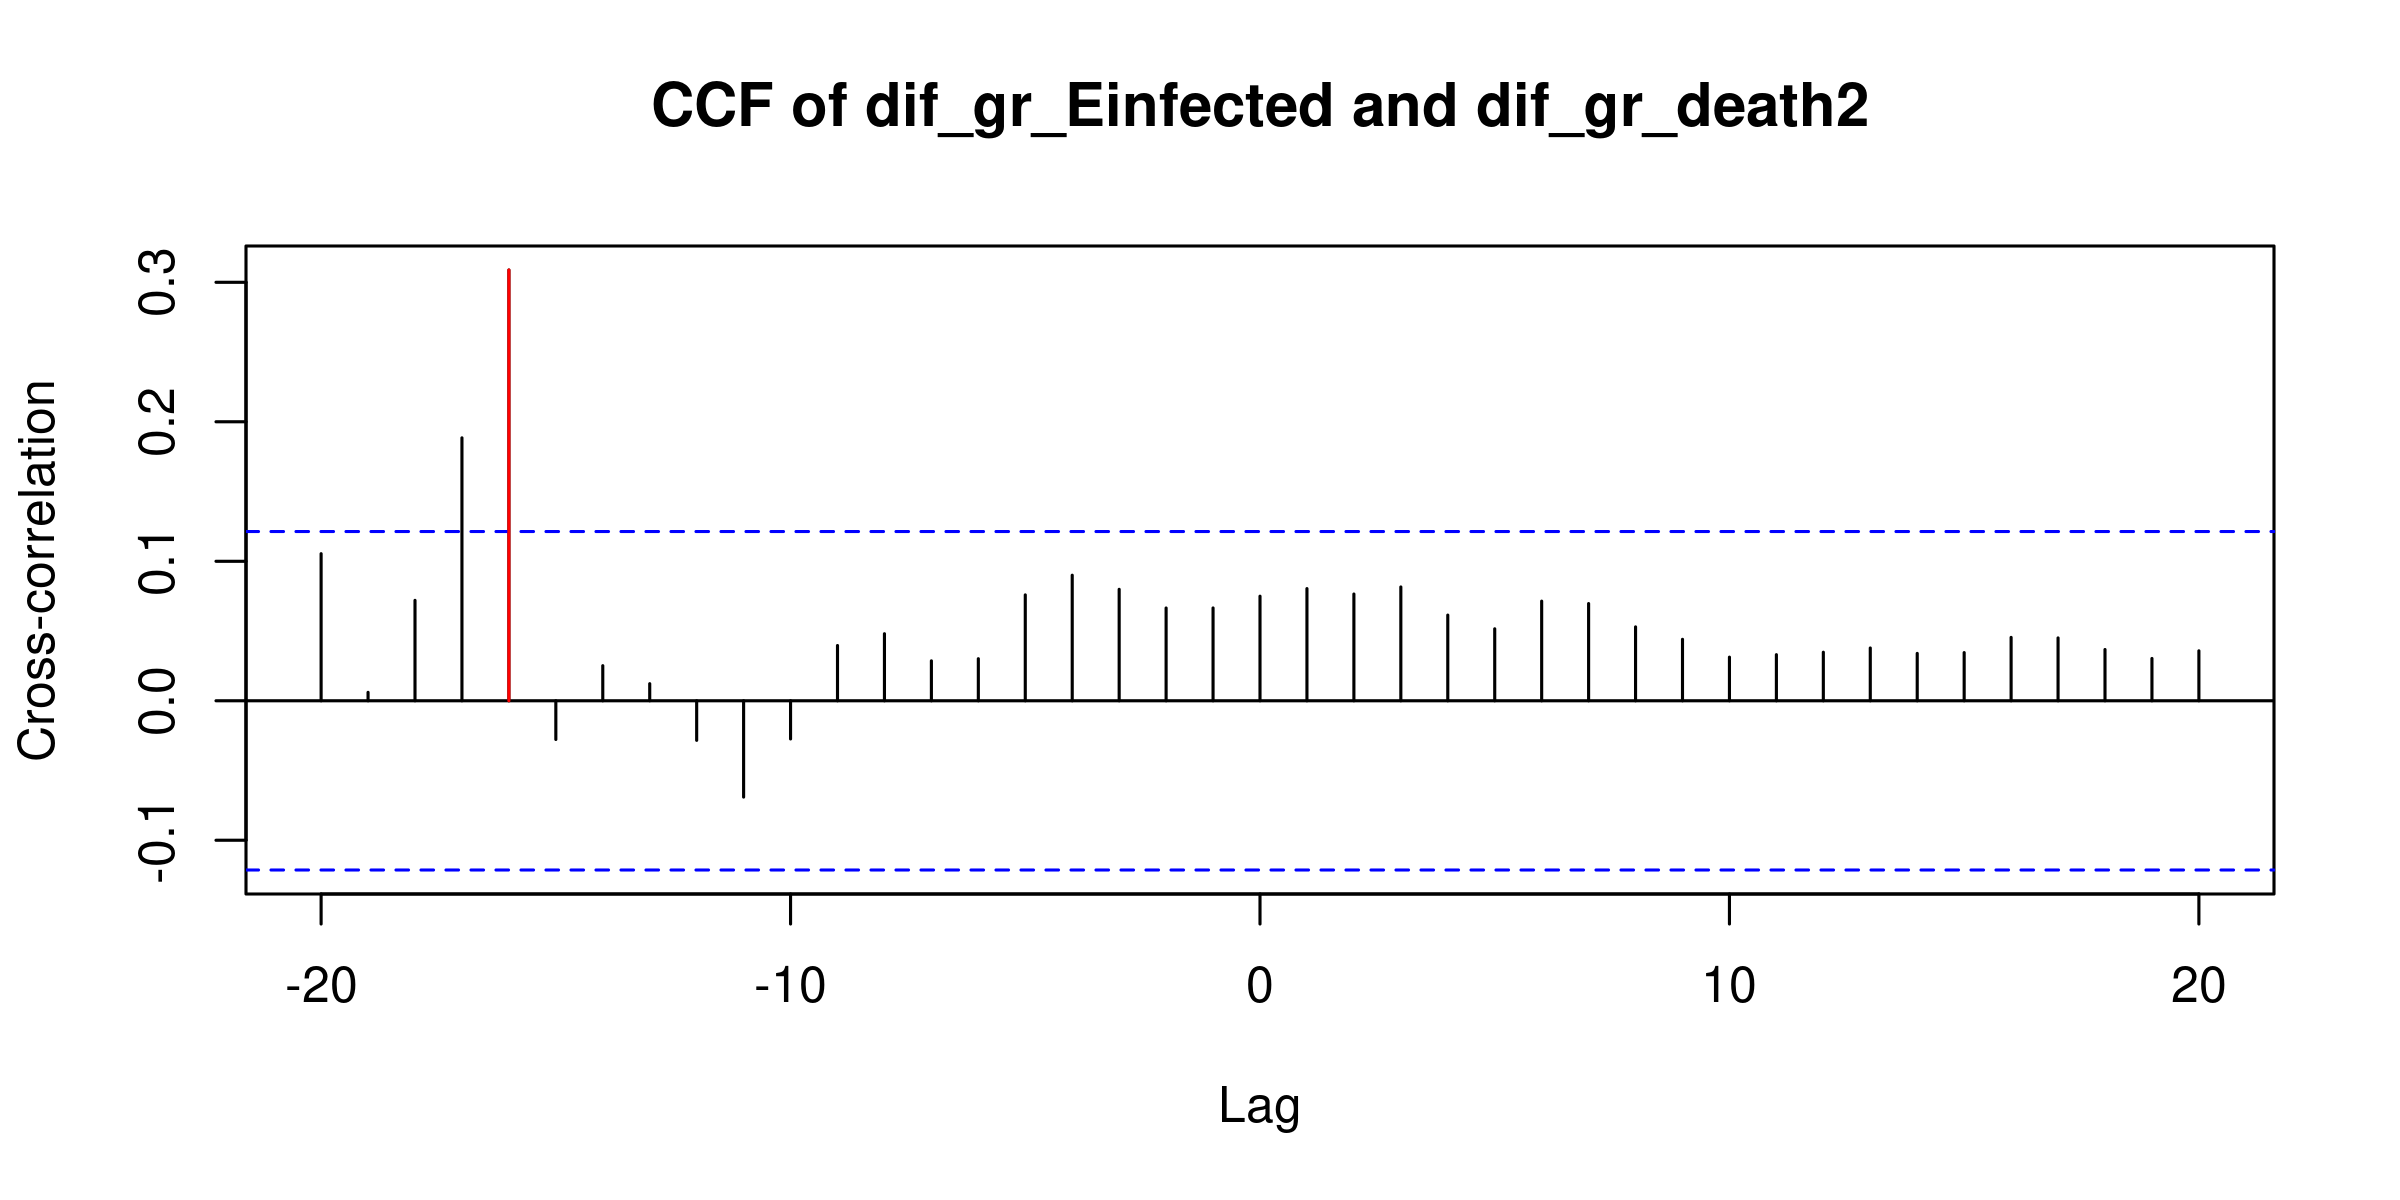 CCF of dif_gr_Einfected and dif_gr_death2
Cross-correlation
0.3
0.2
0.1
0.0
-0.1
-20 -10 0 10 20
Lag